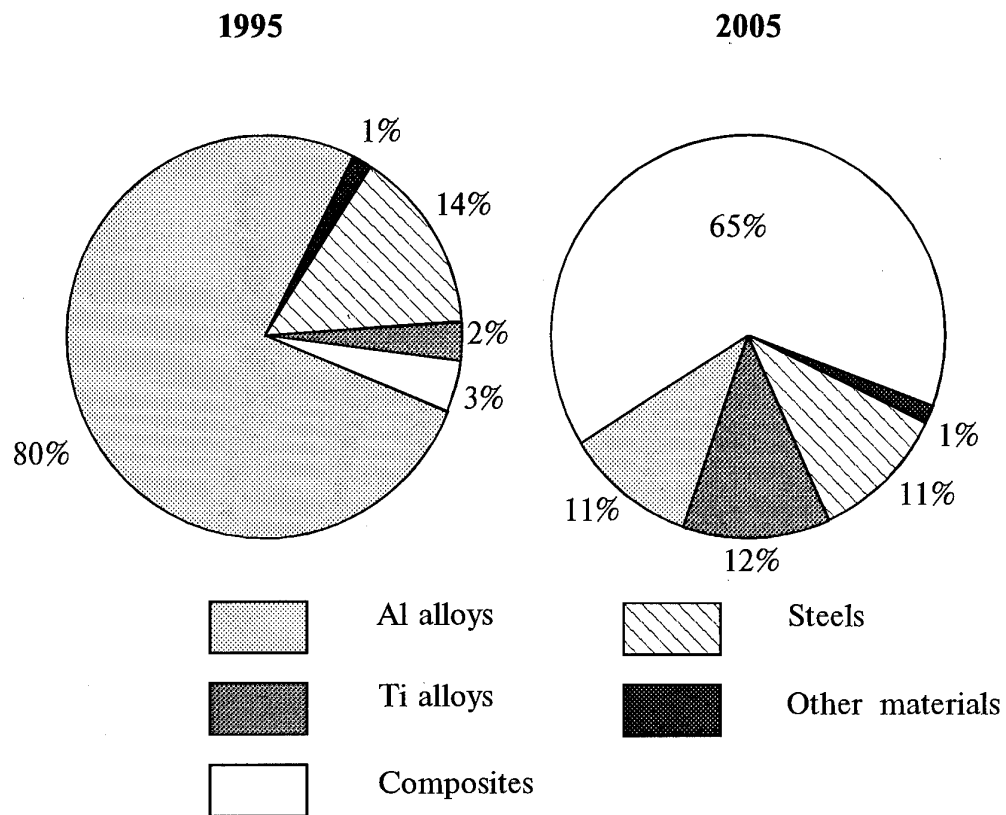 1995
2005
1%
14%
2%
3%
80%
65%
1%
11%
12%
11%
Al alloys
Steels
Ti alloys
Other materials
Composites